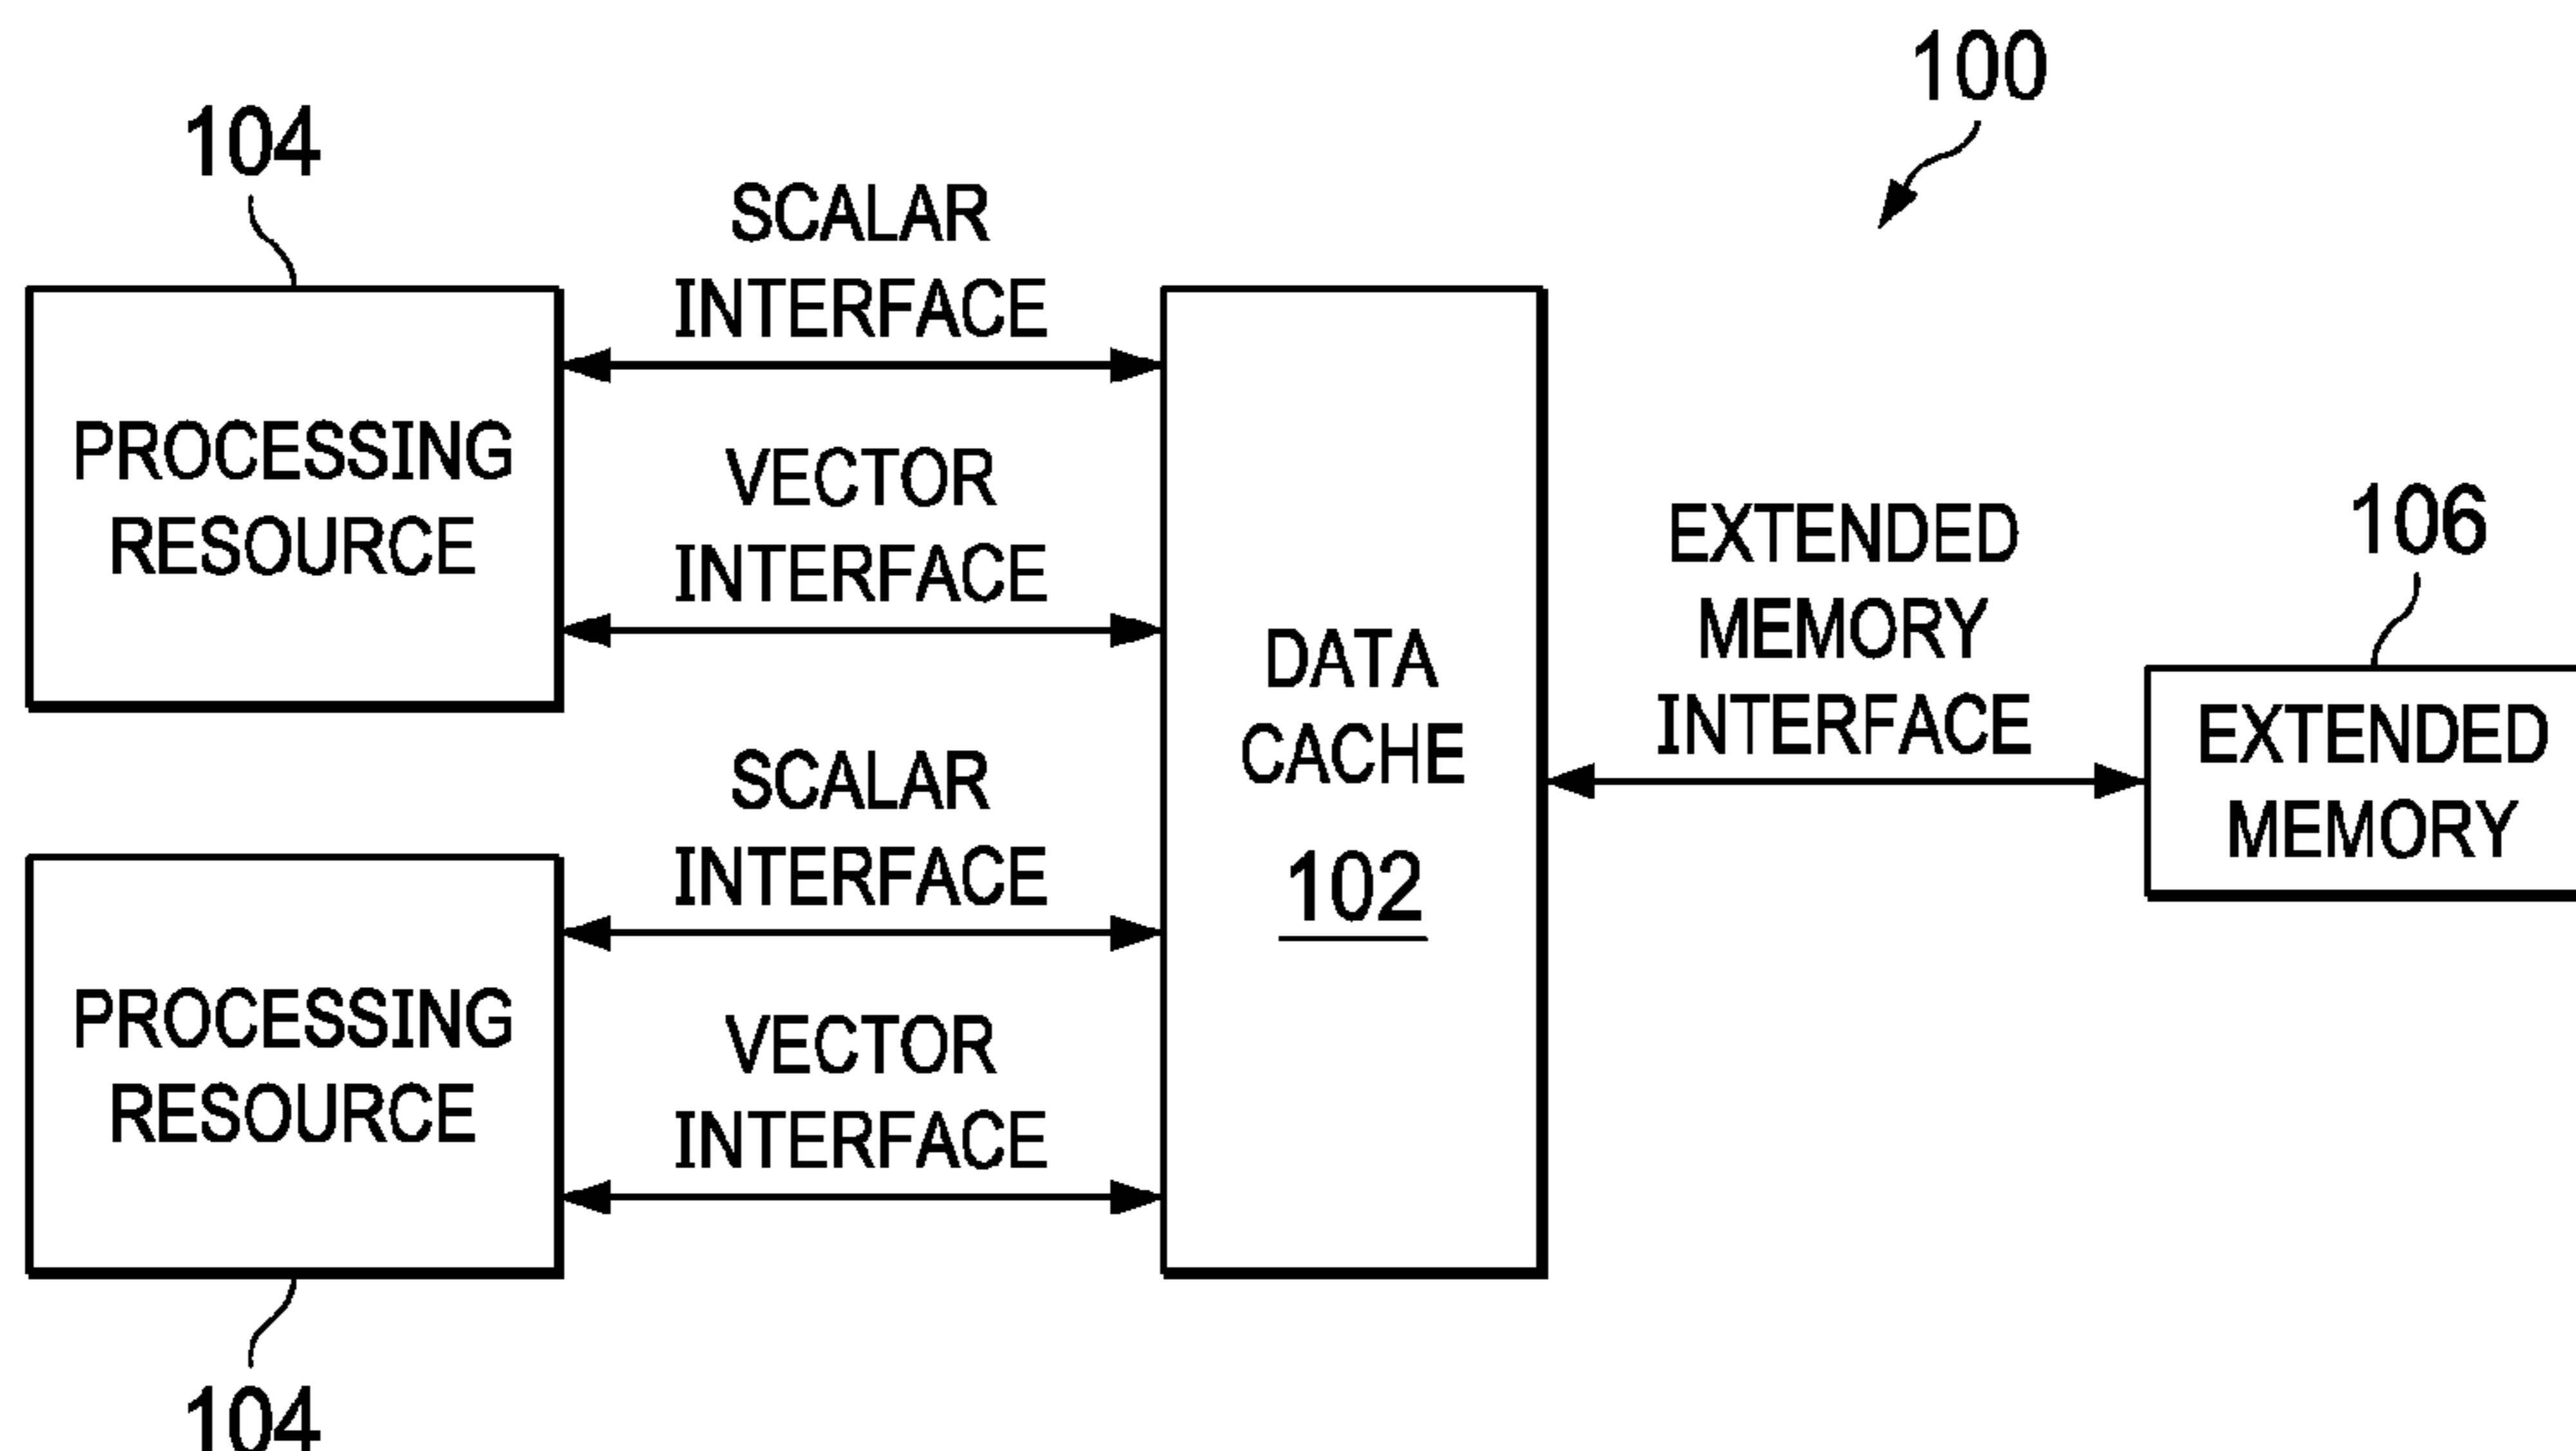 100
104
SCALAR
INTERFACE
PROCESSING
RESOURCE
VECTOR
INTERFACE
DATA
CACHE
102
EXTENDED
MEMORY
INTERFACE
106
EXTENDED
MEMORY
SCALAR
INTERFACE
PROCESSING
RESOURCE
VECTOR
INTERFACE
104